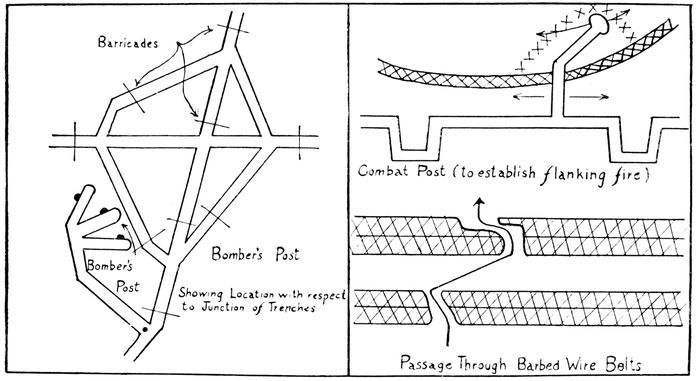 Barricades
Bomber's
Post
Bomber's Post
Showing Location with respect
to Junction of Trenches
Combat Post (to establish flanking fire)
Passage Through Barbed Wire Belts